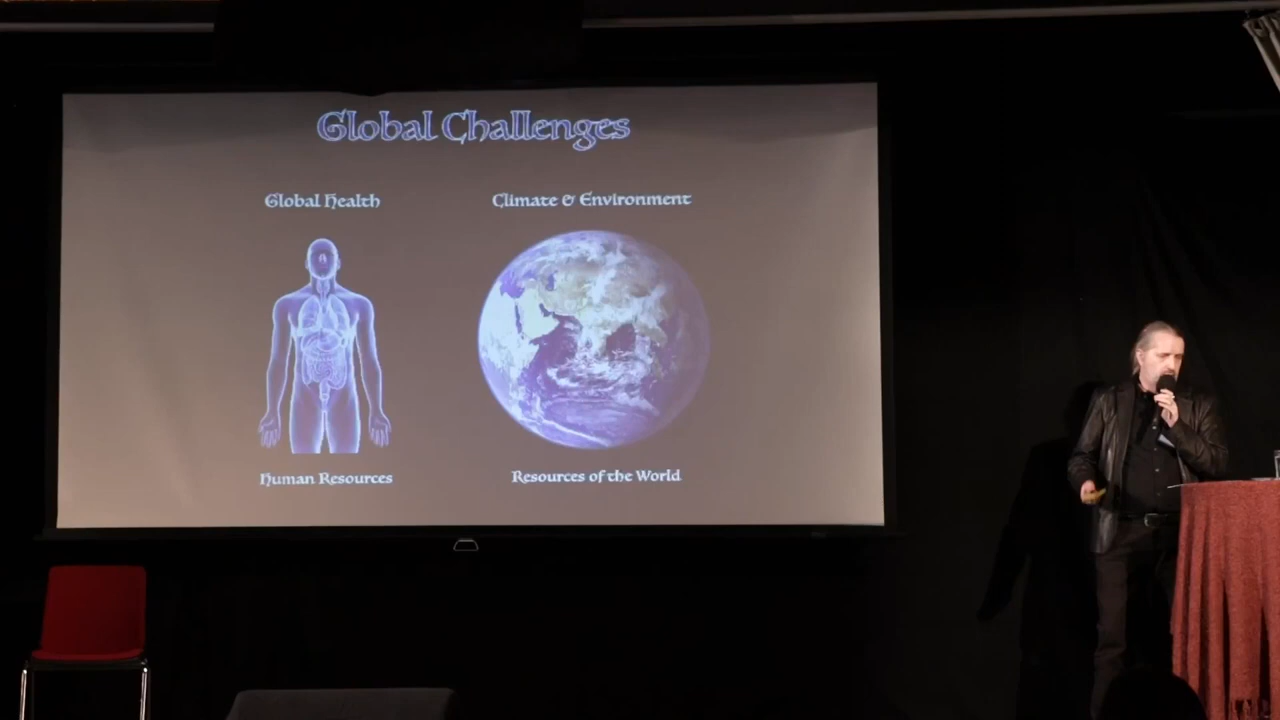 Global Challenges
Global Health
Climate & Environment
Human Resources
Resources of the World